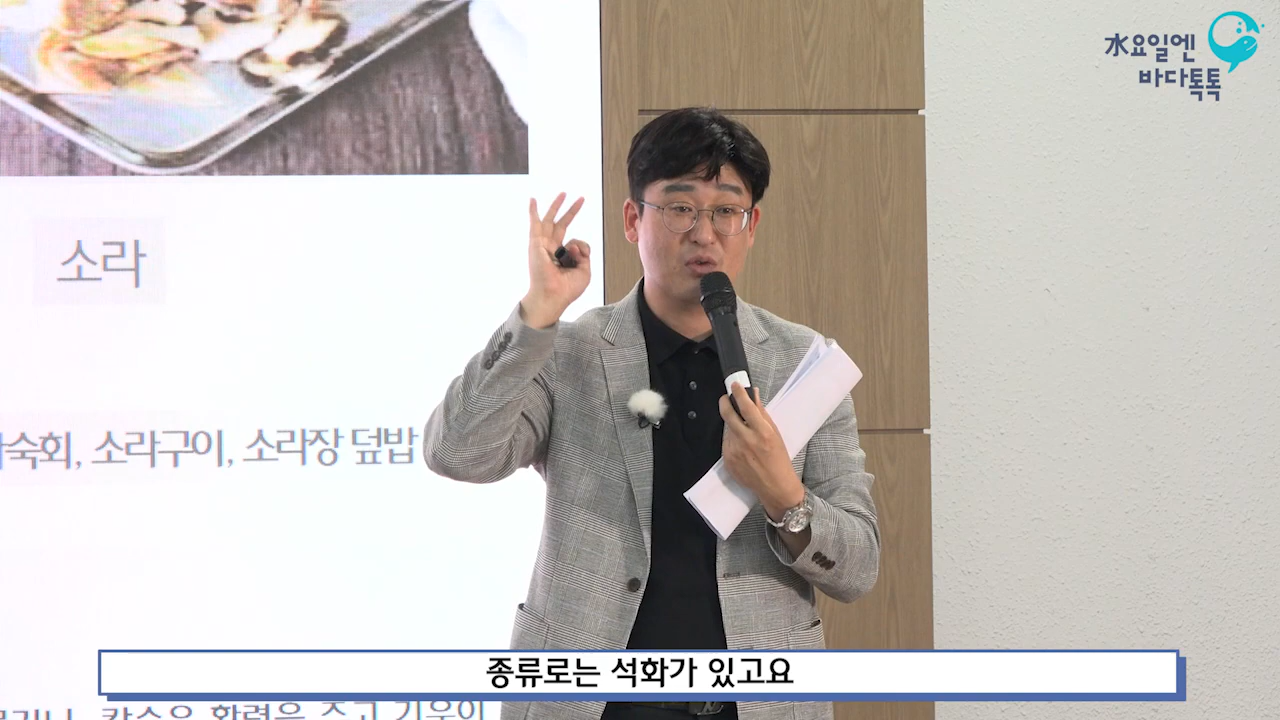 水요일엔
바다톡톡
소라
숙회, 소라구이, 소라장 덮밥
종류로는 석화가 있고요